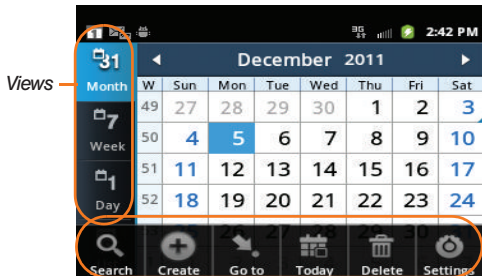 1 3G 2:42 PM
31 December 2011
Views
Month W Sun Mon Tue Wed Thu Fri Sat
49 27 28 29 30 1 2 3
7 50 4 5 6 7 8 9 10
Week
51 11 12 13 14 15 16 17
1
Day 52 18 19 20 21 22 23 24
Search Create Go to Today Delete Settings